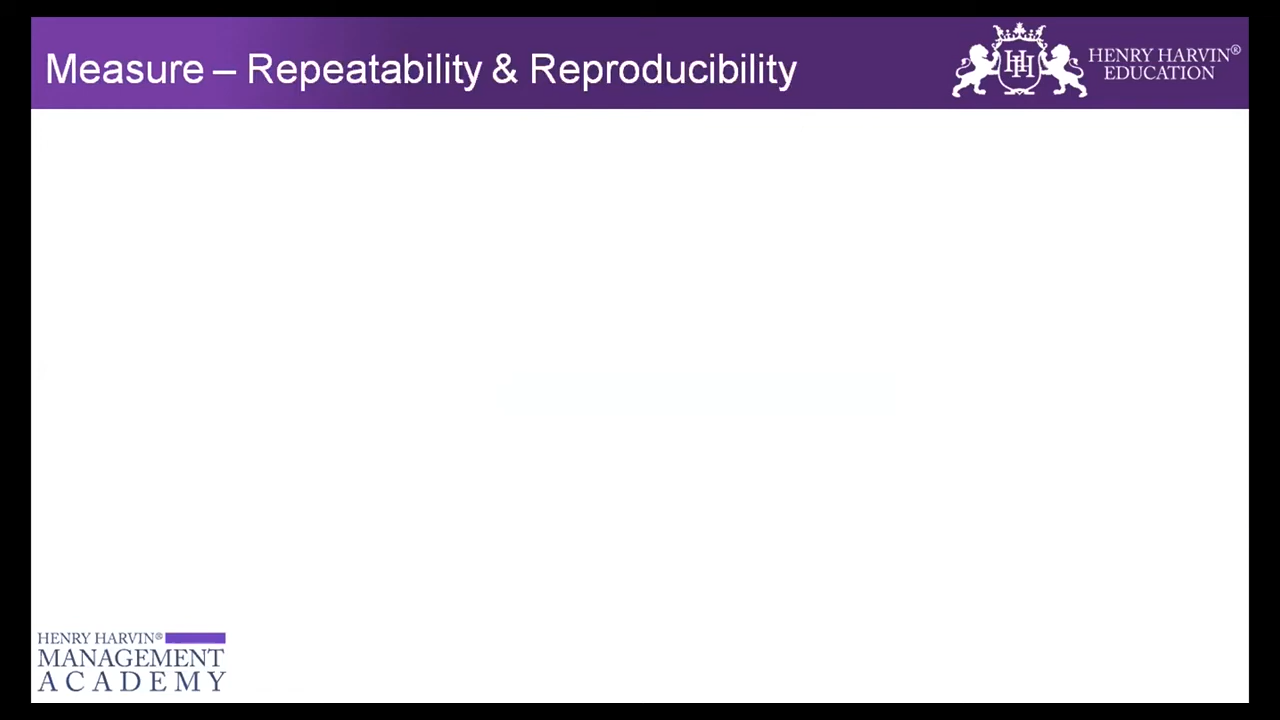 Measure – Repeatability & Reproducibility
HENRY HARVIN®
EDUCATION
HENRY HARVIN®
MANAGEMENT
ACADEMY